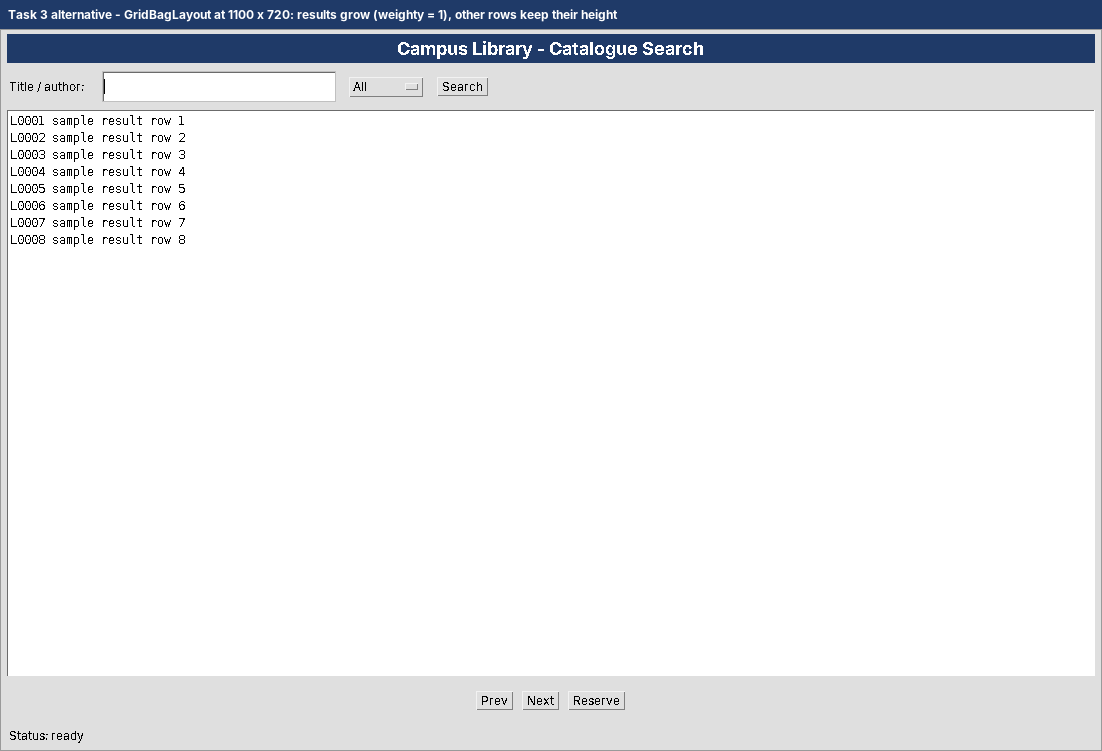 Task 3 alternative - GridBagLayout at 1100 x 720: results grow (weighty = 1), other rows keep their height
Campus Library - Catalogue Search
Title / author: All Search
L0001 sample result row 1
L0002 sample result row 2
L0003 sample result row 3
L0004 sample result row 4
L0005 sample result row 5
L0006 sample result row 6
L0007 sample result row 7
L0008 sample result row 8
Prev Next Reserve
Status: ready